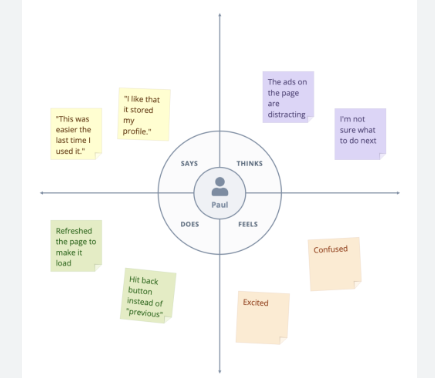 "This was
easier the
last time I
used it."
"I like that
it stored
my
profile."
The ads on
the page
are
distracting
I'm not
sure what
to do next
SAYS
THINKS
Paul
DOES
FEELS
Refreshed
the page to
make it
load
Hit back
button
instead of
"previous".
Excited
Confused